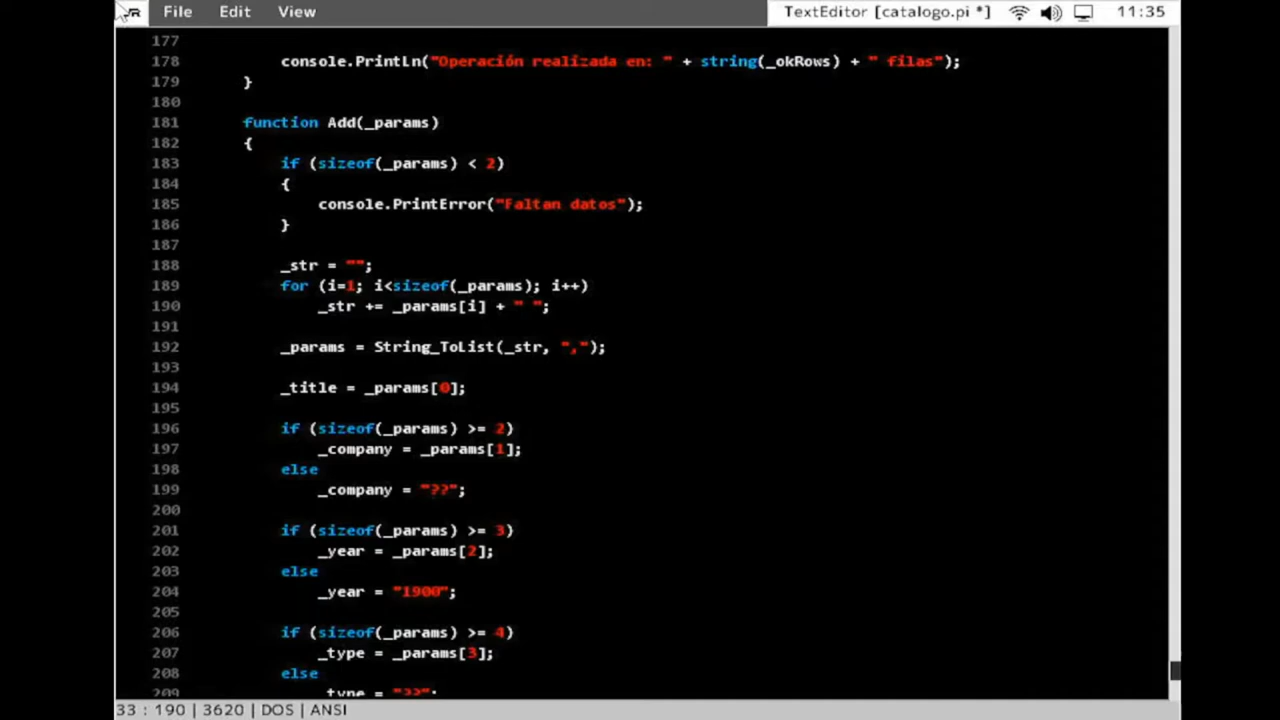 File Edit View TextEditor [catalogo.pi *] 11:35
177
178 console.PrintLn("Operación realizada en: " + string(_okRows) + " filas");
179 }
180
181 function Add(_params)
182 {
183 if (sizeof(_params) < 2)
184 {
185 console.PrintError("Faltan datos");
186 }
187
188 _str = "";
189 for (i=1; i<sizeof(_params); i++)
190 _str += _params[i] + " ";
191
192 _params = String_ToList(_str, ",");
193
194 _title = _params[0];
195
196 if (sizeof(_params) >= 2)
197 _company = _params[1];
198 else
199 _company = "??";
200
201 if (sizeof(_params) >= 3)
202 _year = _params[2];
203 else
204 _year = "1900";
205
206 if (sizeof(_params) >= 4)
207 _type = _params[3];
208 else
209 _type = "??";
33 : 190 | 3620 | DOS | ANSI